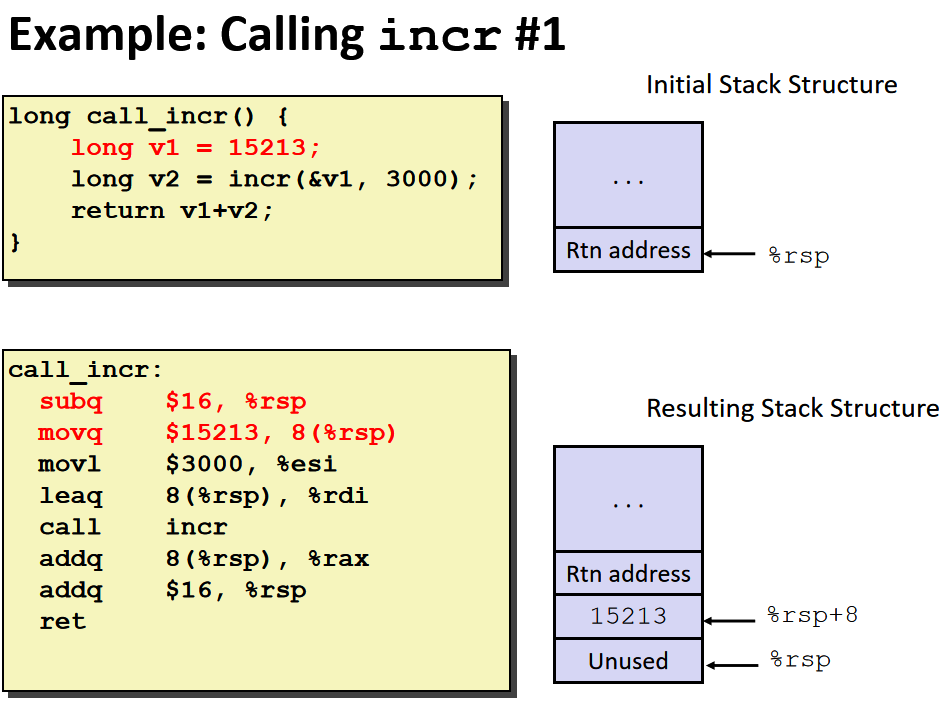 Example: Calling incr #1
long call_incr() {
    long v1 = 15213;
    long v2 = incr(&v1, 3000);
    return v1+v2;
}
Initial Stack Structure
...
Rtn address
%rsp
call_incr:
  subq    $16, %rsp
  movq    $15213, 8(%rsp)
  movl    $3000, %esi
  leaq    8(%rsp), %rdi
  call    incr
  addq    8(%rsp), %rax
  addq    $16, %rsp
  ret
Resulting Stack Structure
...
Rtn address
15213
%rsp+8
Unused
%rsp